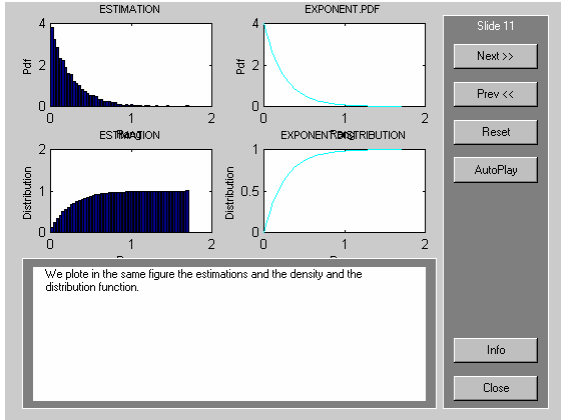 ESTIMATION
EXPONENT.PDF
Slide 11
4
2
0
Pdf
0 1 2
4
2
0
Pdf
0 1 2
Next >>
Prev <<
Reset
AutoPlay
ESTIMATION
EXPONENT.DISTRIBUTION
2
1
0
Distribution
0 1 2
1
0.5
0
Distribution
0 1 2
We plote in the same figure the estimations and the density and the
distribution function.
Info
Close